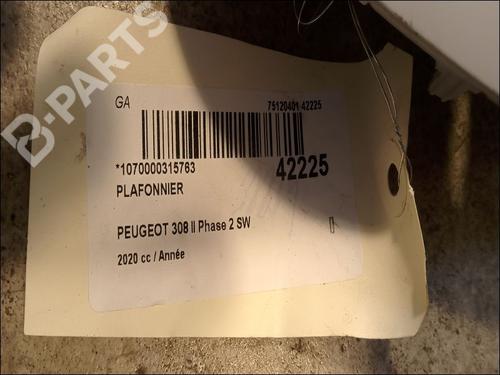 B-PARTS
GA
75120401 42225
*1070000315763
42225
PLAFONNIER
PEUGEOT 308 II Phase 2 SW
2020 cc / Année